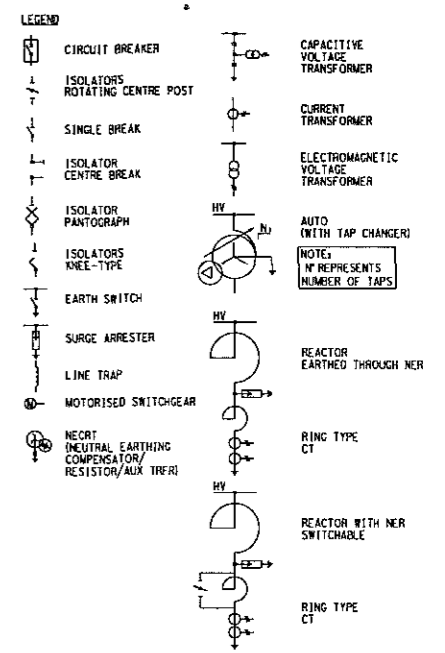 LEGEND
CIRCUIT BREAKER
ISOLATORS
ROTATING CENTRE POST
SINGLE BREAK
ISOLATOR
CENTRE BREAK
ISOLATOR
PANTOGRAPH
ISOLATORS
KNEE-TYPE
EARTH SWITCH
SURGE ARRESTER
LINE TRAP
M
MOTORISED SWITCHGEAR
NECRT
(NEUTRAL EARTHING
COMPENSATOR/
RESISTOR/AUX TRFR)
CAPACITIVE
VOLTAGE
TRANSFORMER
CURRENT
TRANSFORMER
ELECTROMAGNETIC
VOLTAGE
TRANSFORMER
HV
AUTO
(WITH TAP CHANGER)
NOTE:
REPRESENTS
NUMBER OF TAPS
HV
REACTOR
EARTHED THROUGH NER
RING TYPE
CT
HV
REACTOR WITH NER
SWITCHABLE
RING TYPE
CT